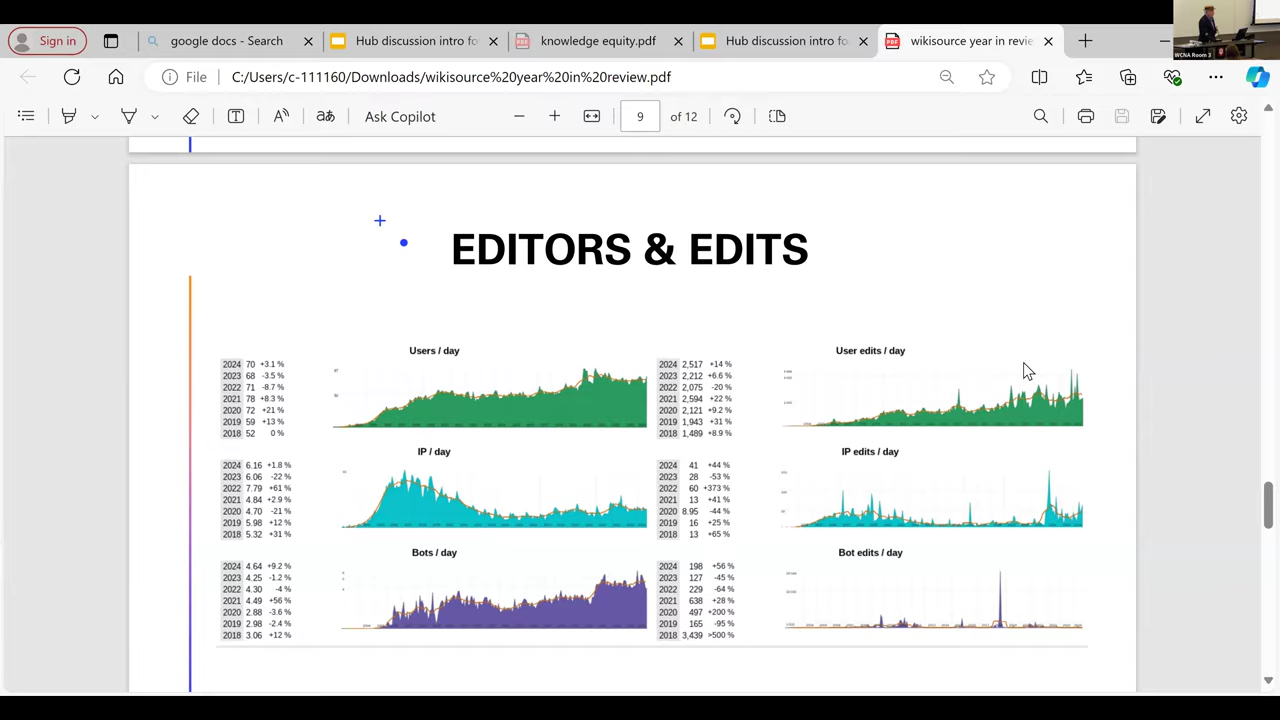 Sign in
google docs - Search
Hub discussion intro fo
knowledge equity.pdf
Hub discussion intro fo
wikisource year in revie
WCNA Room 3
File
C:/Users/c-111160/Downloads/wikisource%20year%20in%20review.pdf
Ask Copilot
9
of 12
EDITORS & EDITS
Users / day
2024 70 +3.1 %
2023 68 -3.5 %
2022 71 -8.7 %
2021 78 +8.3 %
2020 72 +21 %
2019 59 +13 %
2018 52 0 %
User edits / day
2024 2,517 +14 %
2023 2,212 +6.6 %
2022 2,075 -20 %
2021 2,594 +22 %
2020 2,121 +9.2 %
2019 1,943 +31 %
2018 1,489 +8.9 %
IP / day
2024 6.16 +1.8 %
2023 6.06 -22 %
2022 7.79 +61 %
2021 4.84 +2.9 %
2020 4.70 -21 %
2019 5.98 +12 %
2018 5.32 +31 %
IP edits / day
2024 41 +44 %
2023 28 -53 %
2022 60 +373 %
2021 13 +41 %
2020 8.95 -44 %
2019 16 +25 %
2018 13 +65 %
Bots / day
2024 4.64 +9.2 %
2023 4.25 -1.2 %
2022 4.30 -4 %
2021 4.49 +56 %
2020 2.88 -3.6 %
2019 2.98 -2.4 %
2018 3.06 +12 %
Bot edits / day
2024 198 +56 %
2023 127 -45 %
2022 229 -64 %
2021 638 +28 %
2020 497 +200 %
2019 165 -95 %
2018 3,439 >500 %